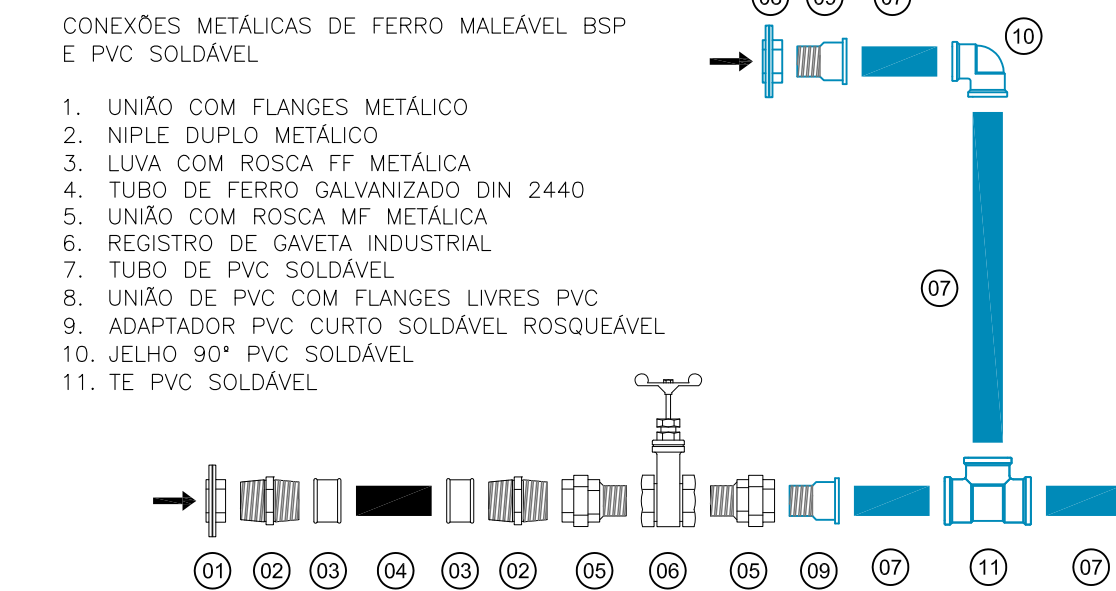 CONEXÕES METÁLICAS DE FERRO MALEÁVEL BSP
E PVC SOLDÁVEL
1. UNIÃO COM FLANGES METÁLICO
2. NIPLE DUPLO METÁLICO
3. LUVA COM ROSCA FF METÁLICA
4. TUBO DE FERRO GALVANIZADO DIN 2440
5. UNIÃO COM ROSCA MF METÁLICA
6. REGISTRO DE GAVETA INDUSTRIAL
7. TUBO DE PVC SOLDÁVEL
8. UNIÃO DE PVC COM FLANGES LIVRES PVC
9. ADAPTADOR PVC CURTO SOLDÁVEL ROSQUEÁVEL
10. JELHO 90° PVC SOLDÁVEL
11. TE PVC SOLDÁVEL
08 09 07
10
07
01 02 03 04 03 02 05 06 05 09 07 11 07